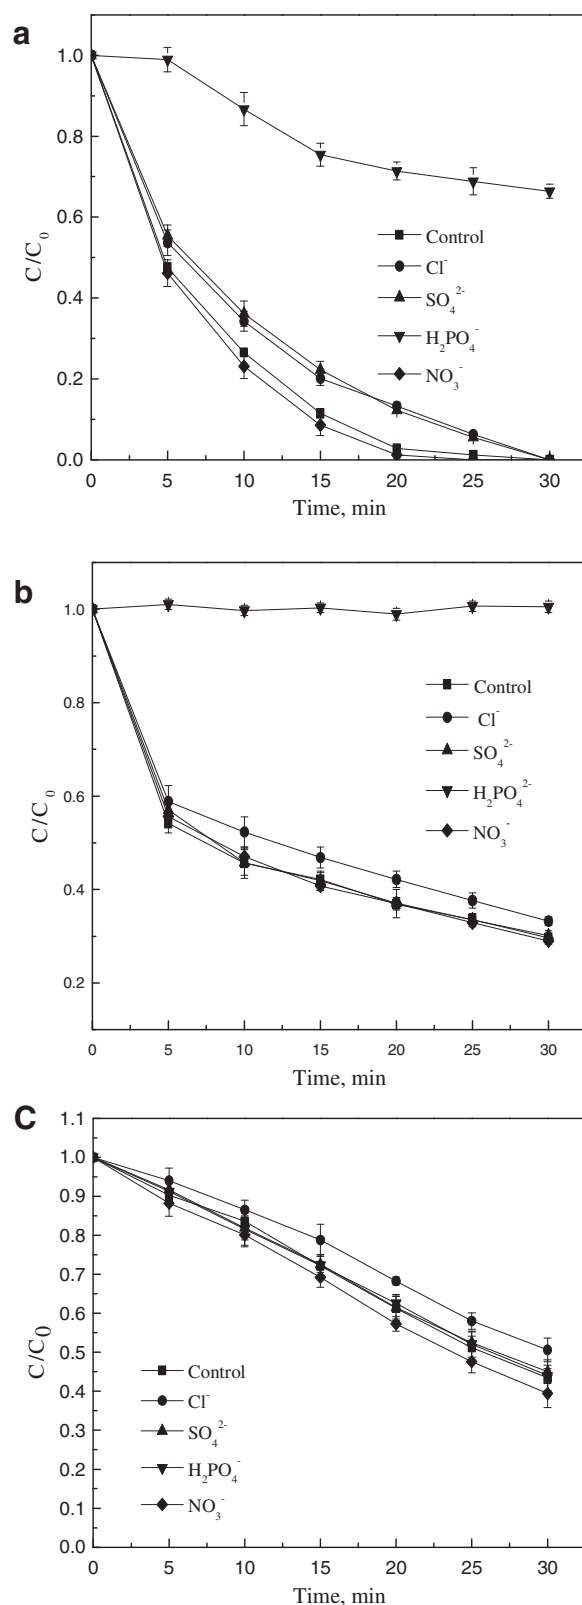 a
1.0
0.8
0.6
0.4
0.2
0.0
C/C₀
Control
Cl⁻
SO₄²⁻
H₂PO₄⁻
NO₃⁻
0 5 10 15 20 25 30
Time, min
b
1.0
0.8
0.6
0.4
0.2
C/C₀
Control
Cl⁻
SO₄²⁻
H₂PO₄²⁻
NO₃⁻
0 5 10 15 20 25 30
Time, min
C
1.1
1.0
0.9
0.8
0.7
0.6
0.5
0.4
0.3
0.2
0.1
0.0
C/C₀
Control
Cl⁻
SO₄²⁻
H₂PO₄⁻
NO₃⁻
0 5 10 15 20 25 30
Time, min